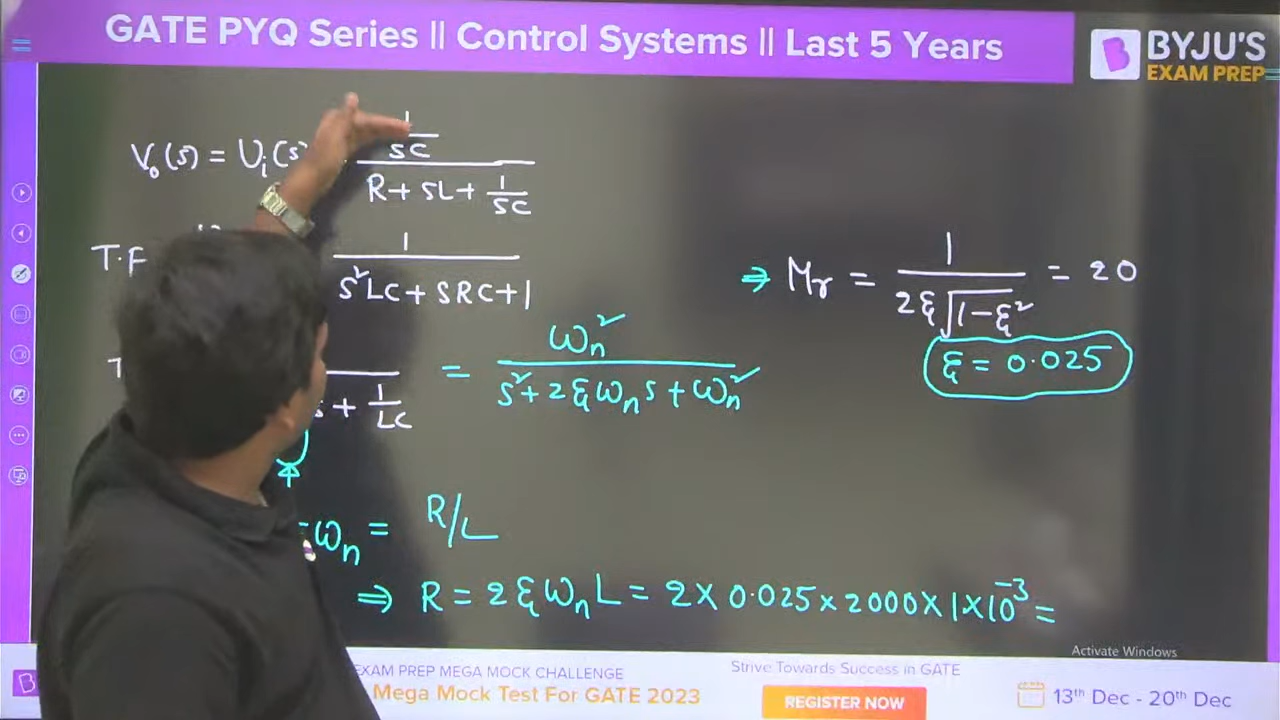 GATE PYQ Series || Control Systems || Last 5 Years
BYJU'S
EXAM PREP
V₀(s) = Uᵢ(s) (1/sC) / (R + sL + 1/sC)
T.F 1 / (s²LC + sRC + 1)
⇒ Mr = 1 / (2ξ√(1-ξ²)) = 20
ξ = 0.025
s + 1/LC = ωn² / (s² + 2ξωn s + ωn²)
ωn = R/L
⇒ R = 2ξωnL = 2 × 0.025 × 2000 × 1 × 10⁻³ =
Activate Windows
EXAM PREP MEGA MOCK CHALLENGE
Mega Mock Test For GATE 2023
Strive Towards Success in GATE
REGISTER NOW
13th Dec - 20th Dec